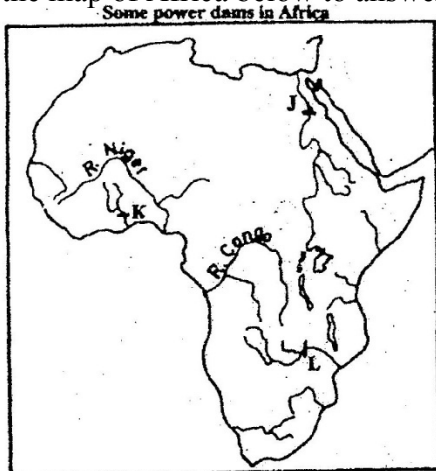 the map of Africa below to answer
Some power dams in Africa
J
R. Niger
K
R. Congo
L